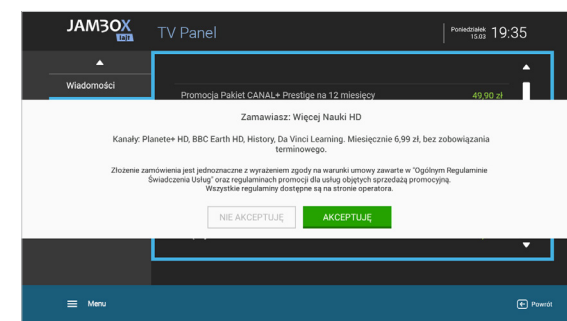 JAMBOX
TV Panel
Poniedziałek
15.03
19:35
Wiadomości
Promocja Pakiet CANAL+ Prestige na 12 miesięcy 49,90 zł
Zamawiasz: Więcej Nauki HD
Kanały: Planete+ HD, BBC Earth HD, History, Da Vinci Learning. Miesięcznie 6,99 zł, bez zobowiązania
terminowego.
Złożenie zamówienia jest jednoznaczne z wyrażeniem zgody na warunki umowy zawarte w "Ogólnym Regulaminie
Świadczenia Usług" oraz regulaminach promocji dla usług objętych sprzedażą promocyjną.
Wszystkie regulaminy dostępne są na stronie operatora.
NIE AKCEPTUJĘ
AKCEPTUJĘ
Menu
Powrót